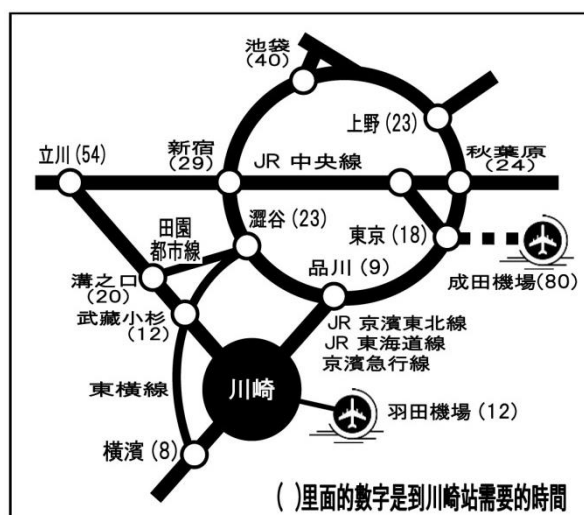 池袋
(40)
上野 (23)
立川 (54)
新宿
(29)
JR 中央線
秋葉原
(24)
田園
都市線
澀谷 (23)
東京 (18)
品川 (9)
成田機場(80)
溝之口
(20)
武藏小杉
(12)
JR 京濱東北線
JR 東海道線
京濱急行線
東橫線
川崎
羽田機場 (12)
橫濱 (8)
( )里面的數字是到川崎站需要的時間